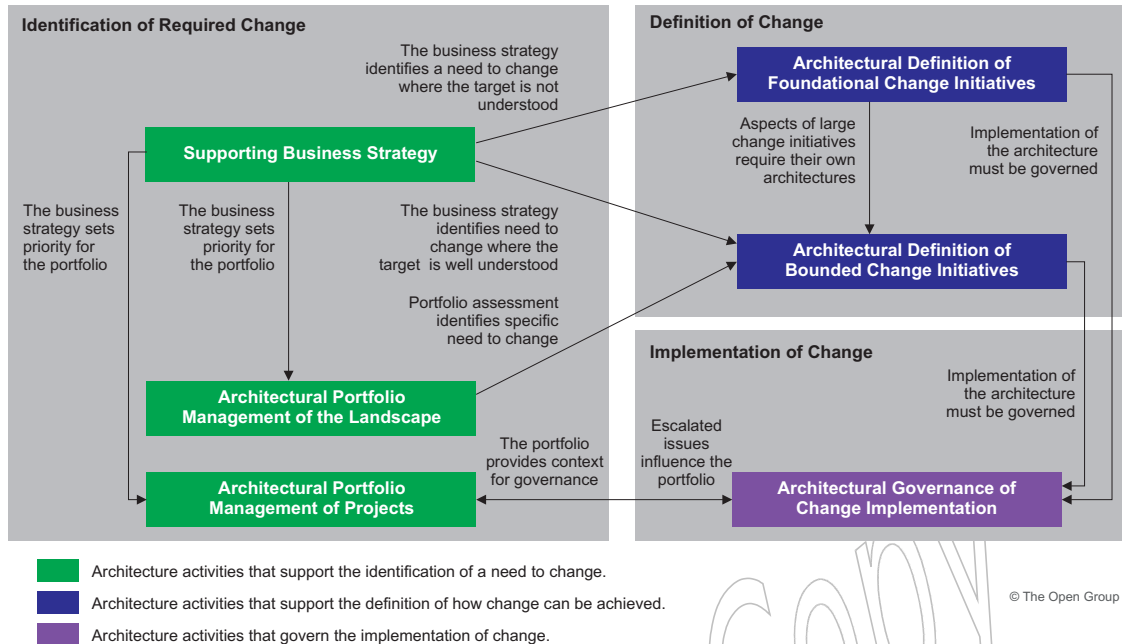 Identification of Required Change
The business strategy
identifies a need to change
where the target is not
understood
Supporting Business Strategy
The business
strategy sets
priority for
the portfolio
The business
strategy sets
priority for
the portfolio
The business strategy
identifies need to
change where the
target is well understood
Portfolio assessment
identifies specific
need to change
Architectural Portfolio
Management of the Landscape
The portfolio
provides context
for governance
Architectural Portfolio
Management of Projects
Definition of Change
Architectural Definition of
Foundational Change Initiatives
Aspects of large
change initiatives
require their own
architectures
Implementation of
the architecture
must be governed
Architectural Definition of
Bounded Change Initiatives
Implementation of Change
Implementation of
the architecture
must be governed
Escalated
issues
influence the
portfolio
Architectural Governance of
Change Implementation
Architecture activities that support the identification of a need to change.
Architecture activities that support the definition of how change can be achieved.
Architecture activities that govern the implementation of change.
© The Open Group
copy